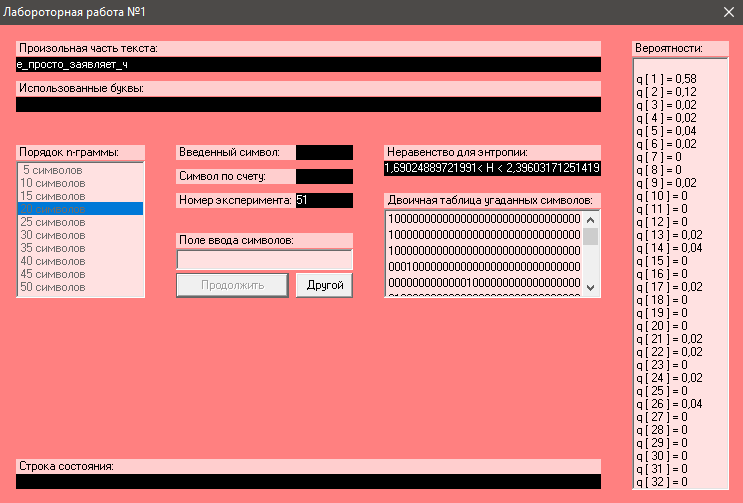 Лабороторная работа №1
Произольная часть текста:
е_просто_заявляет_ч
Использованные буквы:
Порядок n-граммы:
5 символов
10 символов
15 символов
20 символов
25 символов
30 символов
35 символов
40 символов
45 символов
50 символов
Введенный символ:
Символ по счету:
Номер эксперимента: 51
Поле ввода символов:
Продолжить
Другой
Неравенство для энтропии:
1,69024889721991< H < 2,39603171251419
Двоичная таблица угаданных символов:
10000000000000000000000000000000
10000000000000000000000000000000
10000000000000000000000000000000
00010000000000000000000000000000
00000000000001000000000000000000
Вероятности:
q [ 1 ] = 0,58
q [ 2 ] = 0,12
q [ 3 ] = 0,02
q [ 4 ] = 0,02
q [ 5 ] = 0,04
q [ 6 ] = 0,02
q [ 7 ] = 0
q [ 8 ] = 0
q [ 9 ] = 0,02
q [ 10 ] = 0
q [ 11 ] = 0
q [ 12 ] = 0
q [ 13 ] = 0,02
q [ 14 ] = 0,04
q [ 15 ] = 0
q [ 16 ] = 0
q [ 17 ] = 0,02
q [ 18 ] = 0
q [ 19 ] = 0
q [ 20 ] = 0
q [ 21 ] = 0,02
q [ 22 ] = 0,02
q [ 23 ] = 0
q [ 24 ] = 0,02
q [ 25 ] = 0
q [ 26 ] = 0,04
q [ 27 ] = 0
q [ 28 ] = 0
q [ 29 ] = 0
q [ 30 ] = 0
q [ 31 ] = 0
q [ 32 ] = 0
Строка состояния: